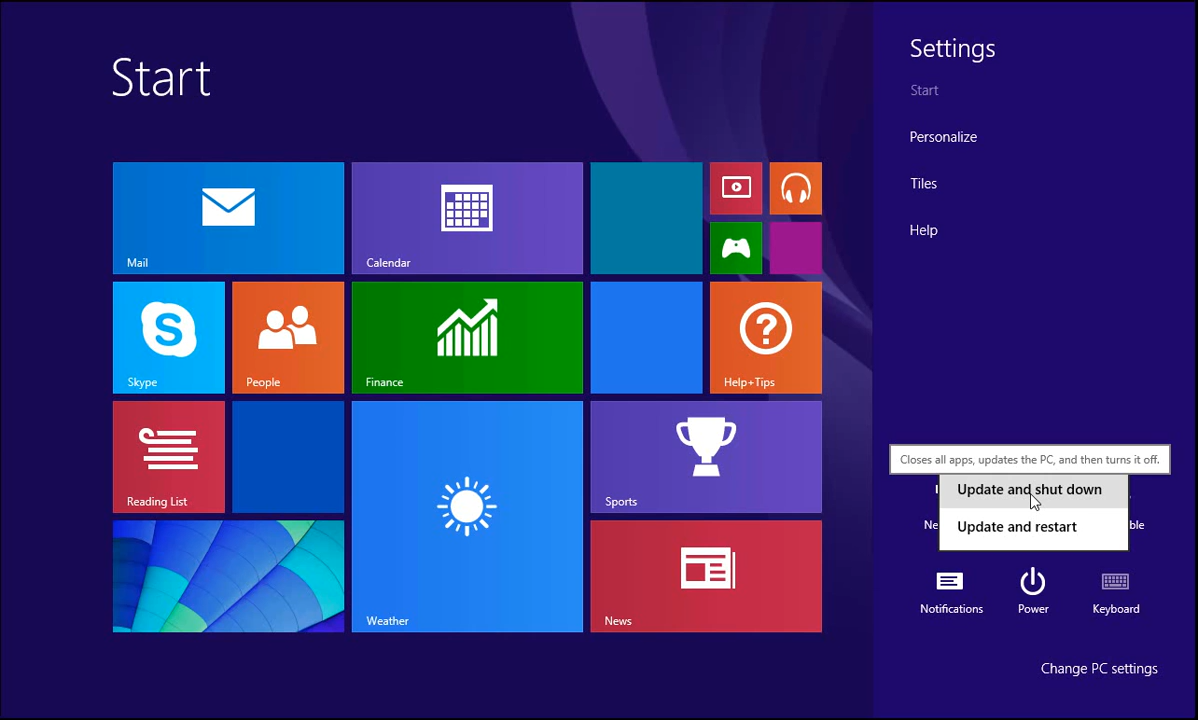 Start
Mail
Calendar
Skype
People
Finance
Help+Tips
Reading List
Weather
Sports
News
Settings
Start
Personalize
Tiles
Help
Closes all apps, updates the PC, and then turns it off.
Update and shut down
Update and restart
Notifications
Power
Keyboard
Change PC settings